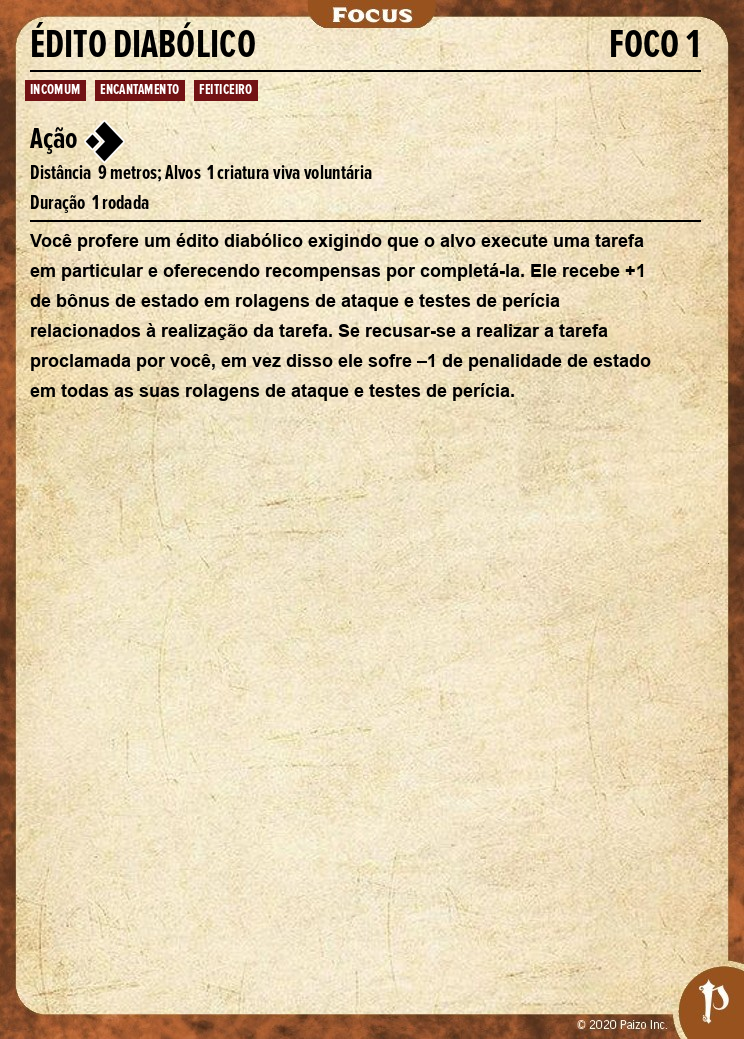 Focus
ÉDITO DIABÓLICO FOCO 1
INCOMUM ENCANTAMENTO FEITICEIRO
Ação
Distância 9 metros; Alvos 1 criatura viva voluntária
Duração 1 rodada
Você profere um édito diabólico exigindo que o alvo execute uma tarefa
em particular e oferecendo recompensas por completá-la. Ele recebe +1
de bônus de estado em rolagens de ataque e testes de perícia
relacionados à realização da tarefa. Se recusar-se a realizar a tarefa
proclamada por você, em vez disso ele sofre –1 de penalidade de estado
em todas as suas rolagens de ataque e testes de perícia.
© 2020 Paizo Inc.
P